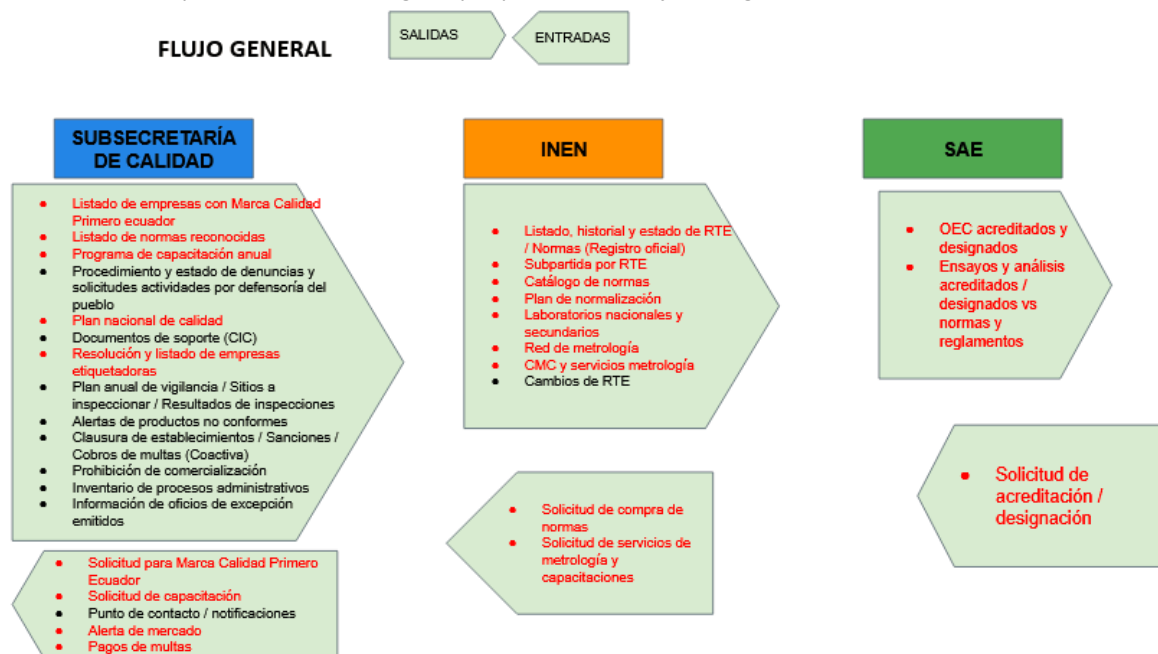 FLUJO GENERAL
SALIDAS
ENTRADAS
SUBSECRETARÍA
DE CALIDAD
• Listado de empresas con Marca Calidad
Primero ecuador
• Listado de normas reconocidas
• Programa de capacitación anual
• Procedimiento y estado de denuncias y
solicitudes actividades por defensoría del
pueblo
• Plan nacional de calidad
• Documentos de soporte (CIC)
• Resolución y listado de empresas
etiquetadoras
• Plan anual de vigilancia / Sitios a
inspeccionar / Resultados de inspecciones
• Alertas de productos no conformes
• Clausura de establecimientos / Sanciones /
Cobros de multas (Coactiva)
• Prohibición de comercialización
• Inventario de procesos administrativos
• Información de oficios de excepción
emitidos
• Solicitud para Marca Calidad Primero
Ecuador
• Solicitud de capacitación
• Punto de contacto / notificaciones
• Alerta de mercado
• Pagos de multas
INEN
• Listado, historial y estado de RTE
/ Normas (Registro oficial)
• Subpartida por RTE
• Catálogo de normas
• Plan de normalización
• Laboratorios nacionales y
secundarios
• Red de metrología
• CMC y servicios metrología
• Cambios de RTE
• Solicitud de compra de
normas
• Solicitud de servicios de
metrología y
capacitaciones
SAE
• OEC acreditados y
designados
• Ensayos y análisis
acreditados /
designados vs
normas y
reglamentos
• Solicitud de
acreditación /
designación